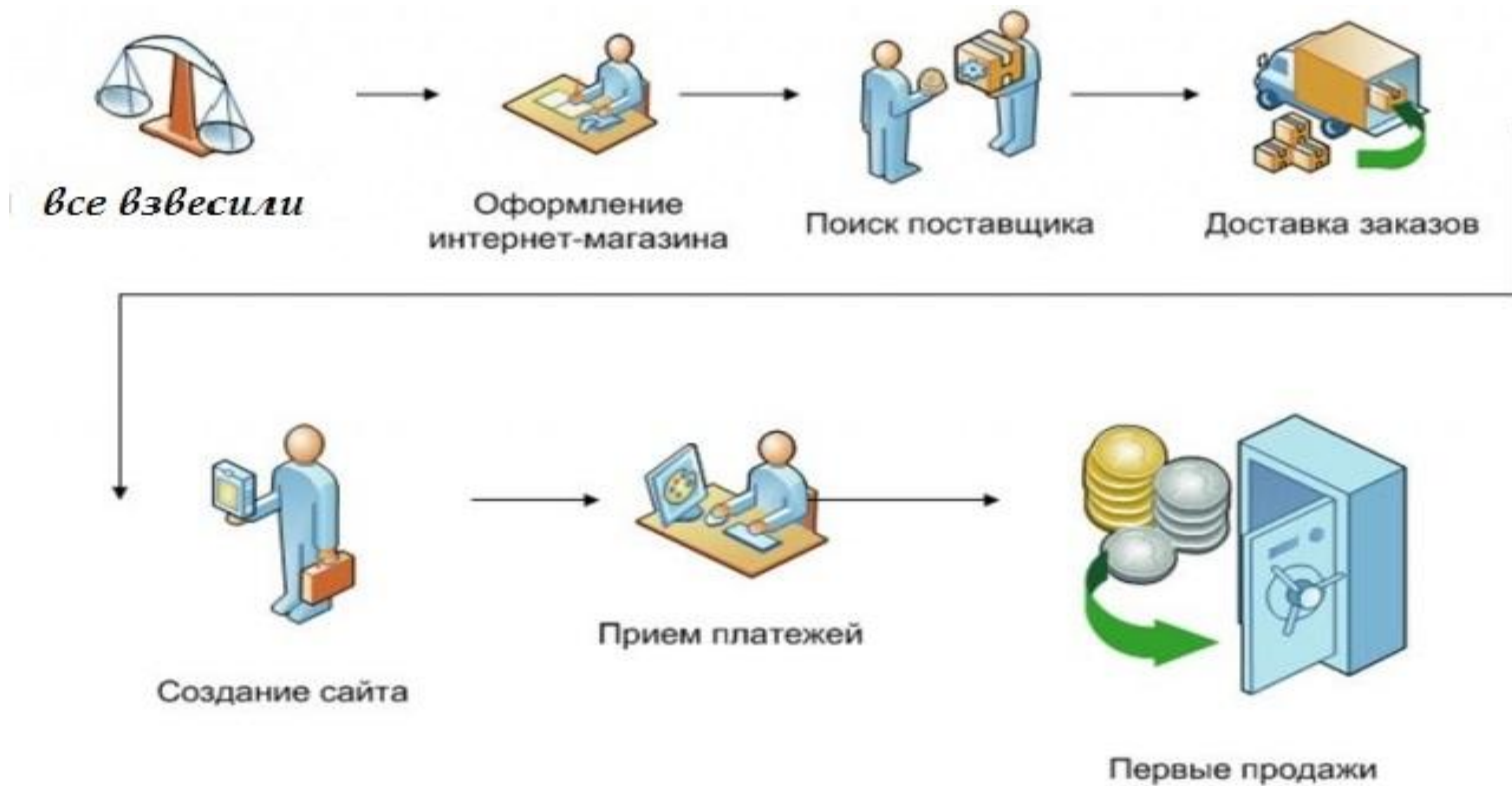 все взвесили
Оформление
интернет-магазина
Поиск поставщика
Доставка заказов
Создание сайта
Прием платежей
Первые продажи